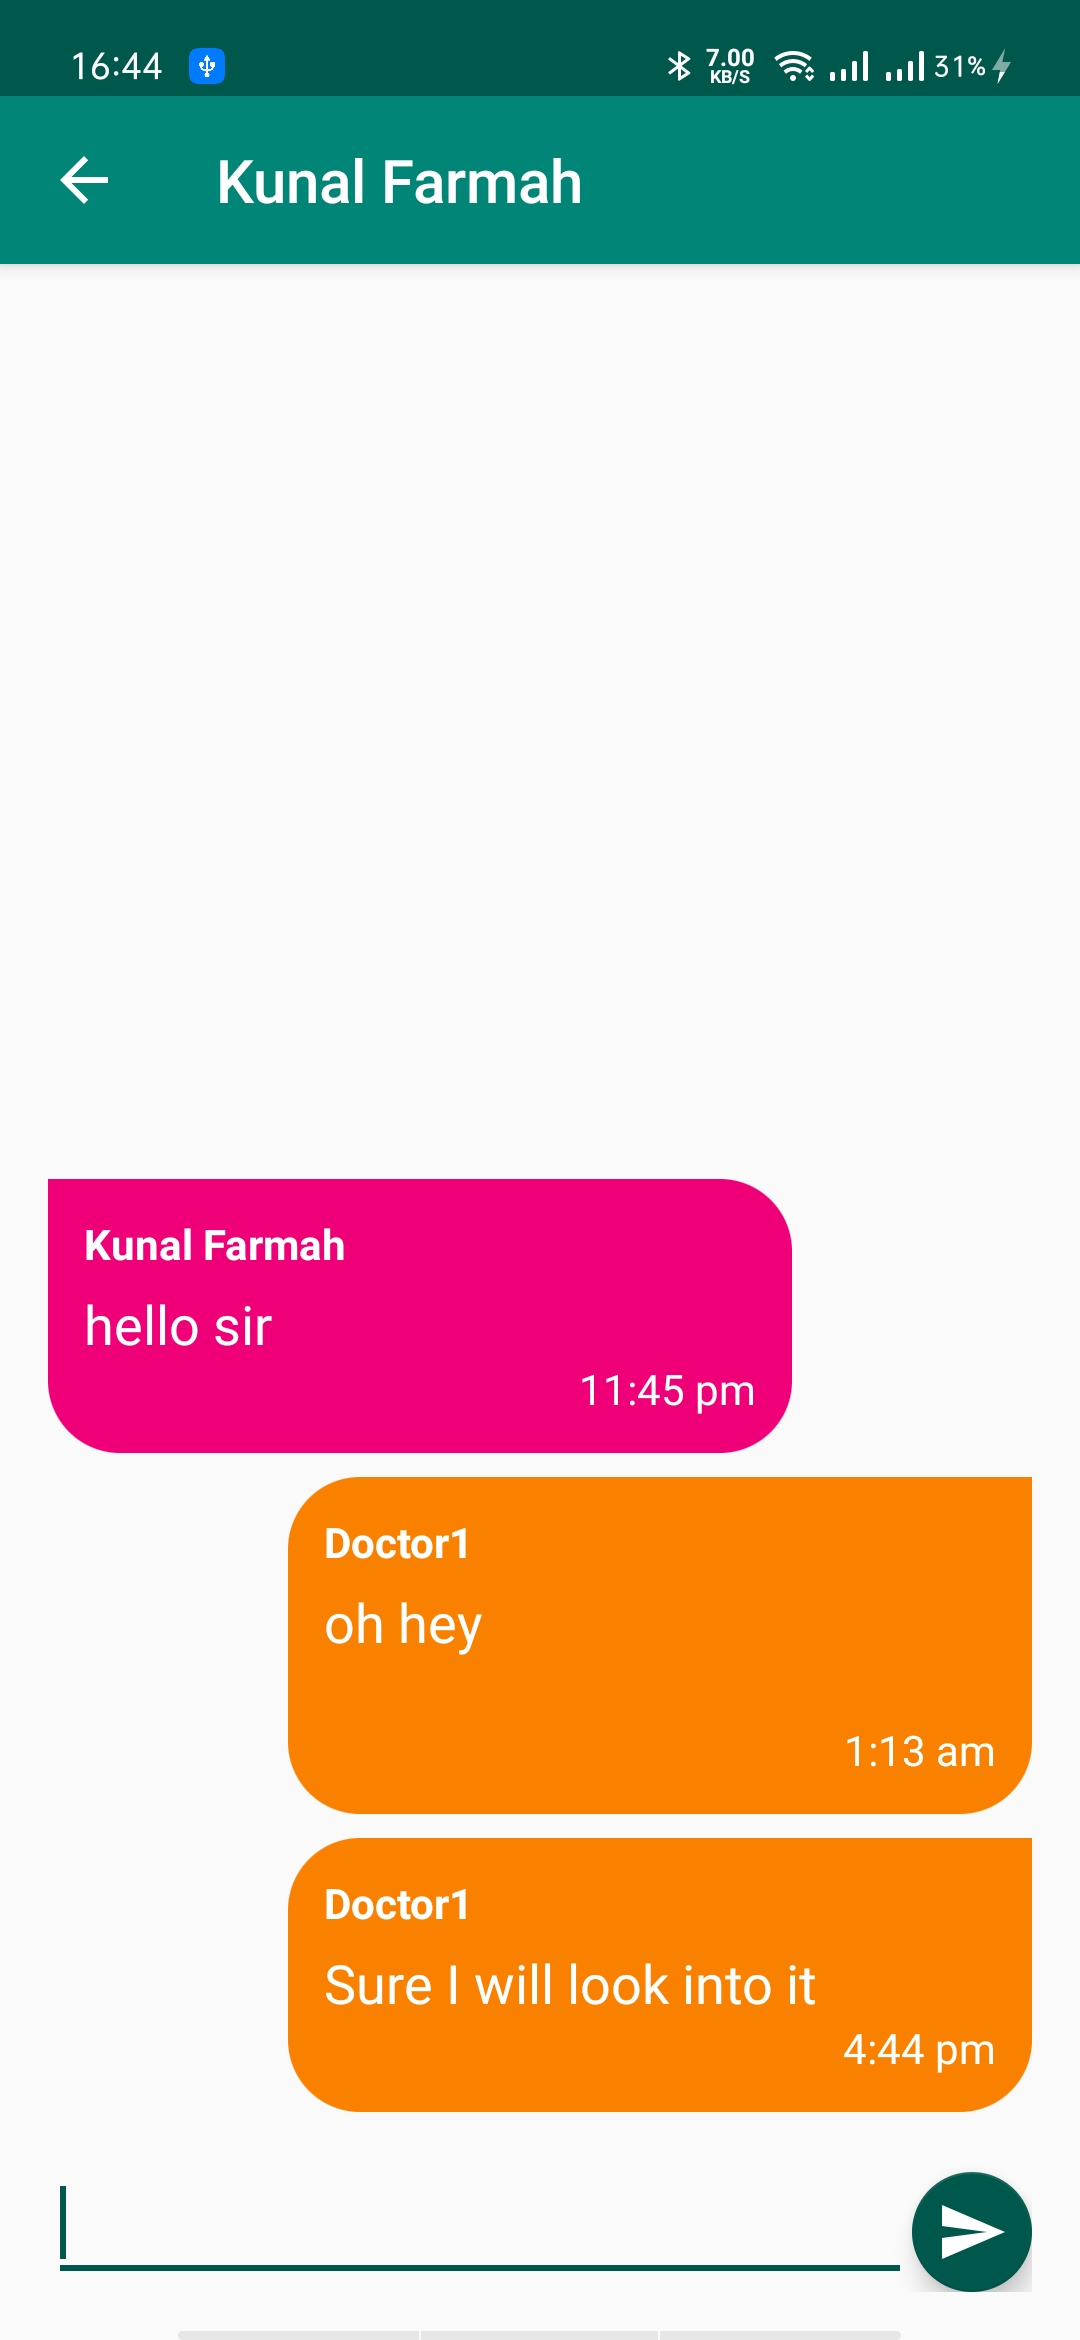 16:44 7.00 KB/S 31%
Kunal Farmah
Kunal Farmah
hello sir
11:45 pm
Doctor1
oh hey
1:13 am
Doctor1
Sure I will look into it
4:44 pm